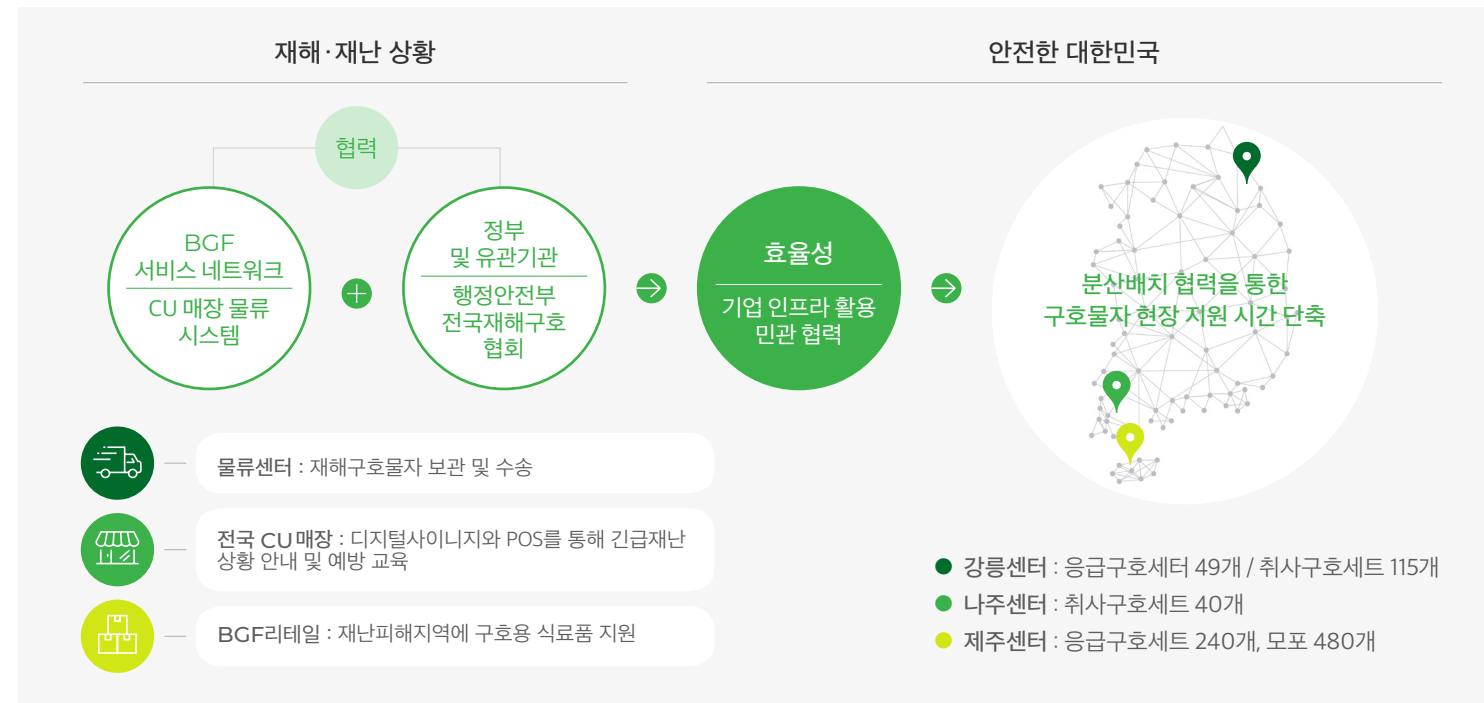 재해·재난 상황
안전한 대한민국
협력
BGF
서비스 네트워크
CU 매장 물류
시스템
정부
및 유관기관
행정안전부
전국재해구호
협회
효율성
기업 인프라 활용
민관 협력
분산배치 협력을 통한
구호물자 현장 지원 시간 단축
물류센터 : 재해구호물자 보관 및 수송
전국 CU매장 : 디지털사이니지와 POS를 통해 긴급재난
상황 안내 및 예방 교육
BGF리테일 : 재난피해지역에 구호용 식료품 지원
강릉센터 : 응급구호세터 49개 / 취사구호세트 115개
나주센터 : 취사구호세트 40개
제주센터 : 응급구호세트 240개, 모포 480개